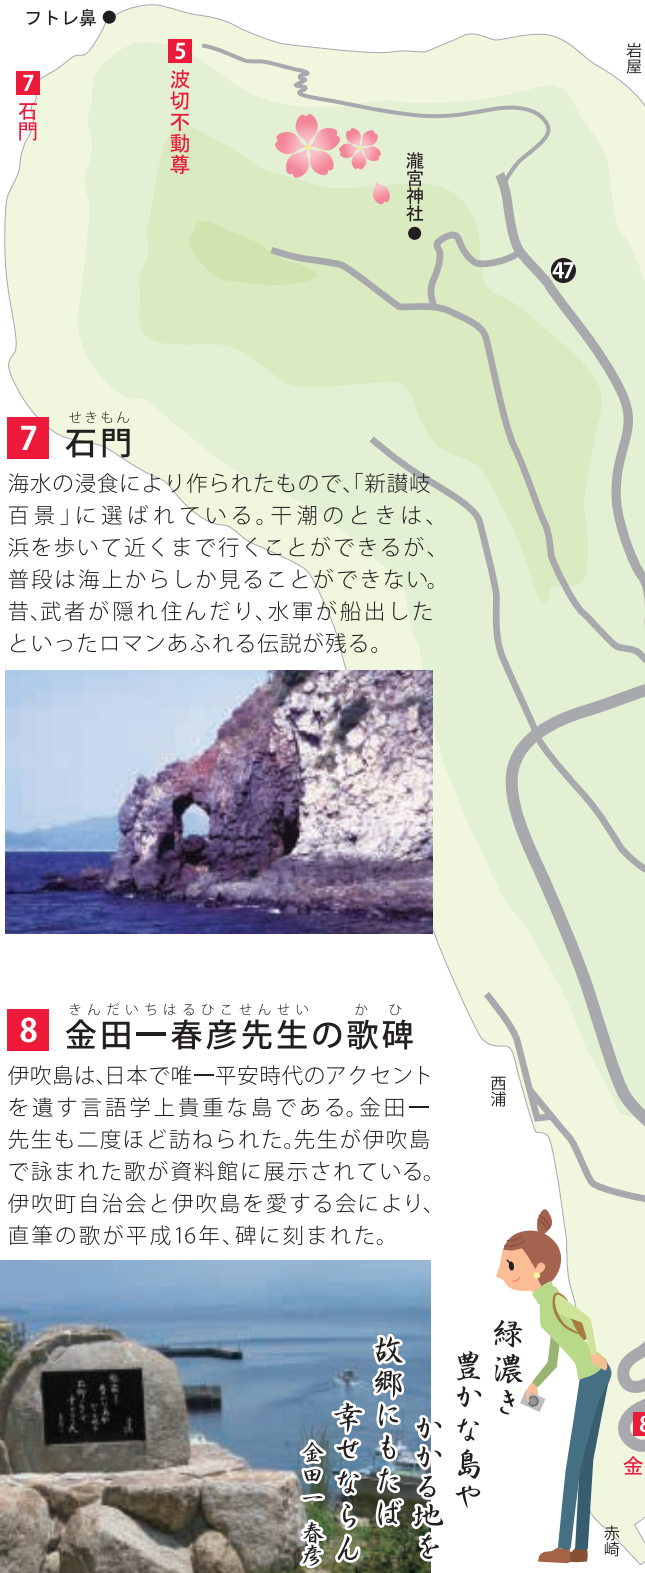 フトレ鼻
岩屋
5
波切不動尊
7
石門
瀧宮神社
47
せきもん
7 石門
海水の浸食により作られたもので、「新讃岐
百景」に選ばれている。干潮のときは、
浜を歩いて近くまで行くことができるが、
普段は海上からしか見ることができない。
昔、武者が隠れ住んだり、水軍が船出した
といったロマンあふれる伝説が残る。
きんだいちはるひこせんせい かひ
8 金田一春彦先生の歌碑
伊吹島は、日本で唯一平安時代のアクセント
を遺す言語学上貴重な島である。金田一
先生も二度ほど訪ねられた。先生が伊吹島
で詠まれた歌が資料館に展示されている。
伊吹町自治会と伊吹島を愛する会により、
直筆の歌が平成16年、碑に刻まれた。
西浦
緑濃き
豊かな島や
かかる地を
故郷にもたば
幸せならん
金田一 春彦
8
金
赤崎